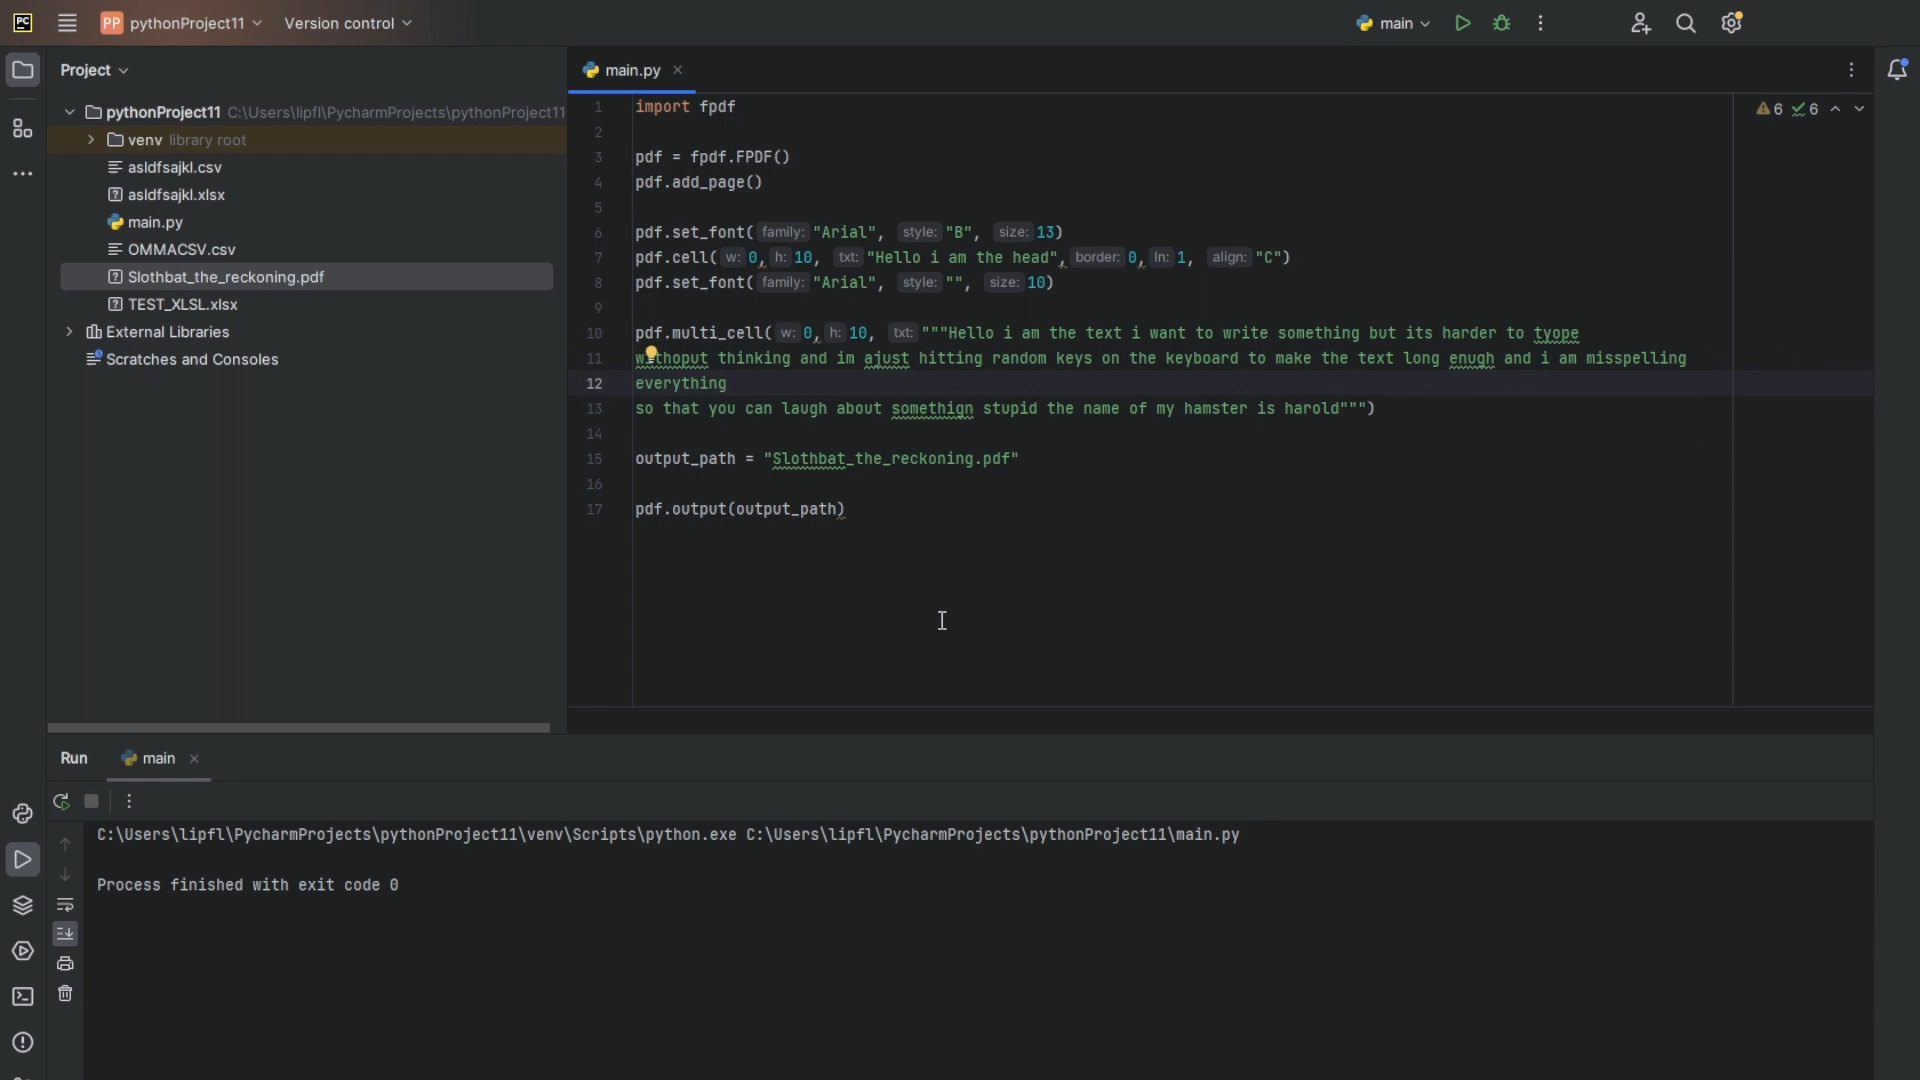 PC
PP pythonProject11 Version control
main
Project
pythonProject11 C:\Users\lipfl\PycharmProjects\pythonProject11
venv library root
asldfsajkl.csv
asldfsajkl.xlsx
main.py
OMMACSV.csv
Slothbat_the_reckoning.pdf
TEST_XLSL.xlsx
External Libraries
Scratches and Consoles
main.py
6 6
1 import fpdf
2
3 pdf = fpdf.FPDF()
4 pdf.add_page()
5
6 pdf.set_font( family: "Arial", style: "B", size: 13)
7 pdf.cell( w: 0, h: 10, txt: "Hello i am the head", border: 0, ln: 1, align: "C")
8 pdf.set_font( family: "Arial", style: "", size: 10)
9
10 pdf.multi_cell( w: 0, h: 10, txt: """Hello i am the text i want to write something but its harder to tyope
11 withoput thinking and im ajust hitting random keys on the keyboard to make the text long enugh and i am misspelling
12 everything
13 so that you can laugh about somethign stupid the name of my hamster is harold""")
14
15 output_path = "Slothbat_the_reckoning.pdf"
16
17 pdf.output(output_path)
Run main
C:\Users\lipfl\PycharmProjects\pythonProject11\venv\Scripts\python.exe C:\Users\lipfl\PycharmProjects\pythonProject11\main.py
Process finished with exit code 0